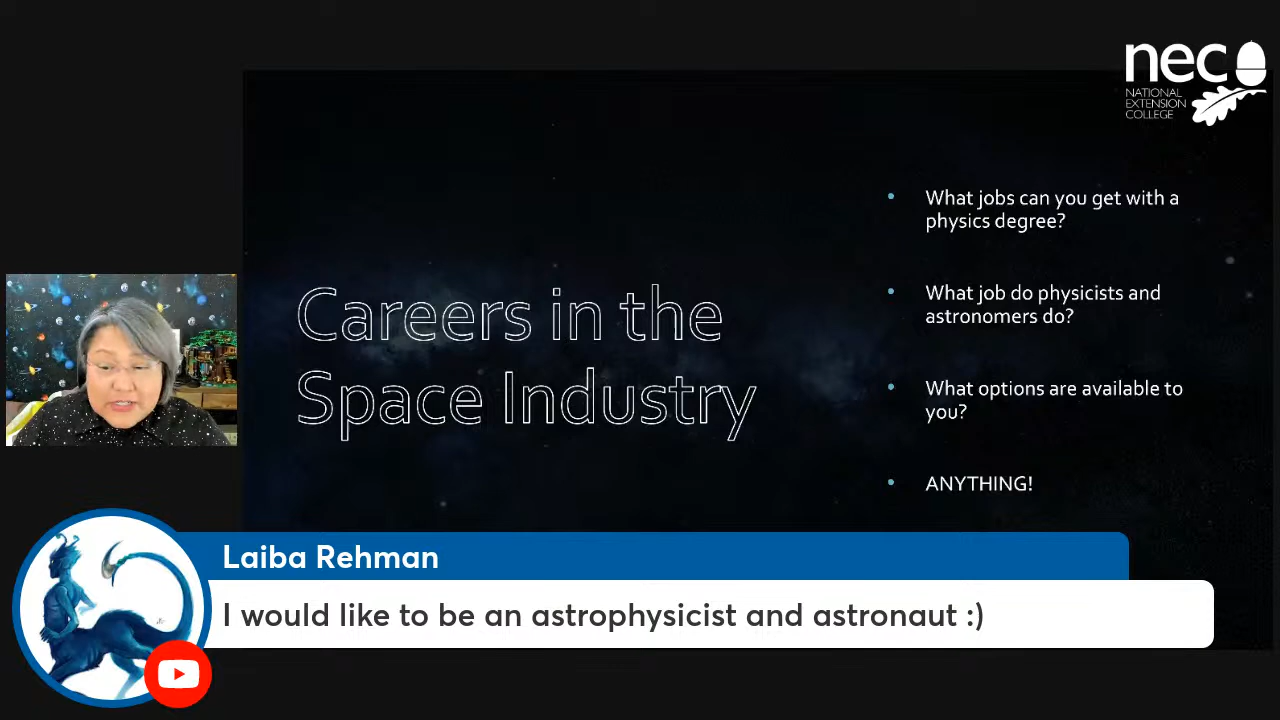 nec
NATIONAL
EXTENSION
COLLEGE
Careers in the
Space Industry
• What jobs can you get with a
physics degree?
• What job do physicists and
astronomers do?
• What options are available to
you?
• ANYTHING!
Laiba Rehman
I would like to be an astrophysicist and astronaut :)